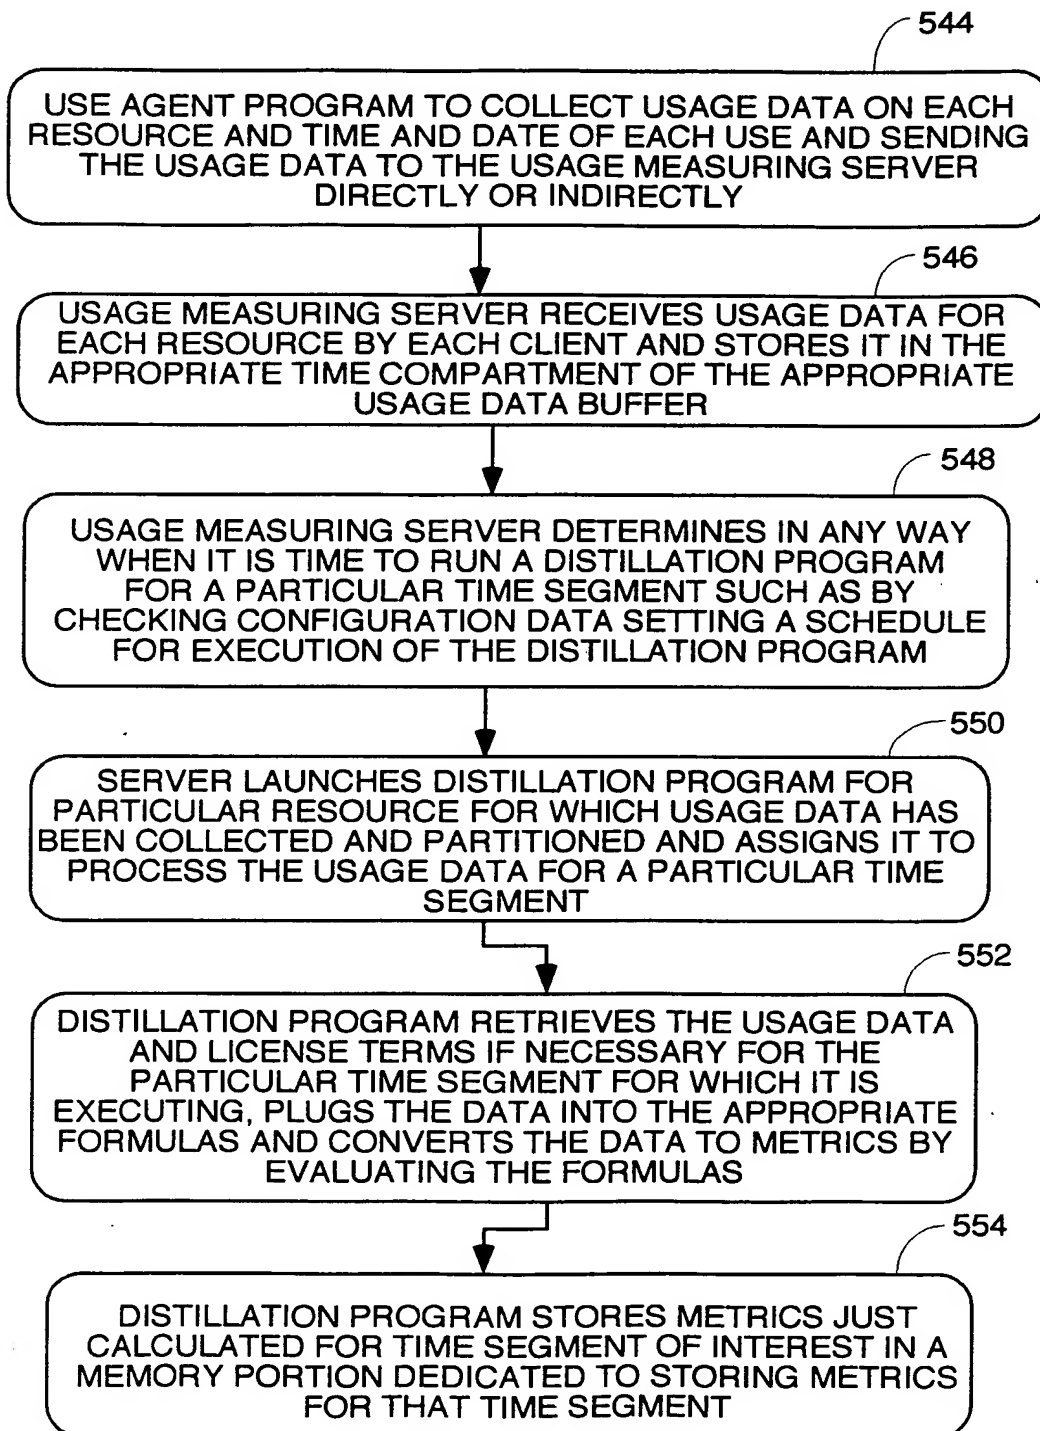 544
USE AGENT PROGRAM TO COLLECT USAGE DATA ON EACH
RESOURCE AND TIME AND DATE OF EACH USE AND SENDING
THE USAGE DATA TO THE USAGE MEASURING SERVER
DIRECTLY OR INDIRECTLY
546
USAGE MEASURING SERVER RECEIVES USAGE DATA FOR
EACH RESOURCE BY EACH CLIENT AND STORES IT IN THE
APPROPRIATE TIME COMPARTMENT OF THE APPROPRIATE
USAGE DATA BUFFER
548
USAGE MEASURING SERVER DETERMINES IN ANY WAY
WHEN IT IS TIME TO RUN A DISTILLATION PROGRAM
FOR A PARTICULAR TIME SEGMENT SUCH AS BY
CHECKING CONFIGURATION DATA SETTING A SCHEDULE
FOR EXECUTION OF THE DISTILLATION PROGRAM
550
SERVER LAUNCHES DISTILLATION PROGRAM FOR
PARTICULAR RESOURCE FOR WHICH USAGE DATA HAS
BEEN COLLECTED AND PARTITIONED AND ASSIGNS IT TO
PROCESS THE USAGE DATA FOR A PARTICULAR TIME
SEGMENT
552
DISTILLATION PROGRAM RETRIEVES THE USAGE DATA
AND LICENSE TERMS IF NECESSARY FOR THE
PARTICULAR TIME SEGMENT FOR WHICH IT IS
EXECUTING, PLUGS THE DATA INTO THE APPROPRIATE
FORMULAS AND CONVERTS THE DATA TO METRICS BY
EVALUATING THE FORMULAS
554
DISTILLATION PROGRAM STORES METRICS JUST
CALCULATED FOR TIME SEGMENT OF INTEREST IN A
MEMORY PORTION DEDICATED TO STORING METRICS
FOR THAT TIME SEGMENT